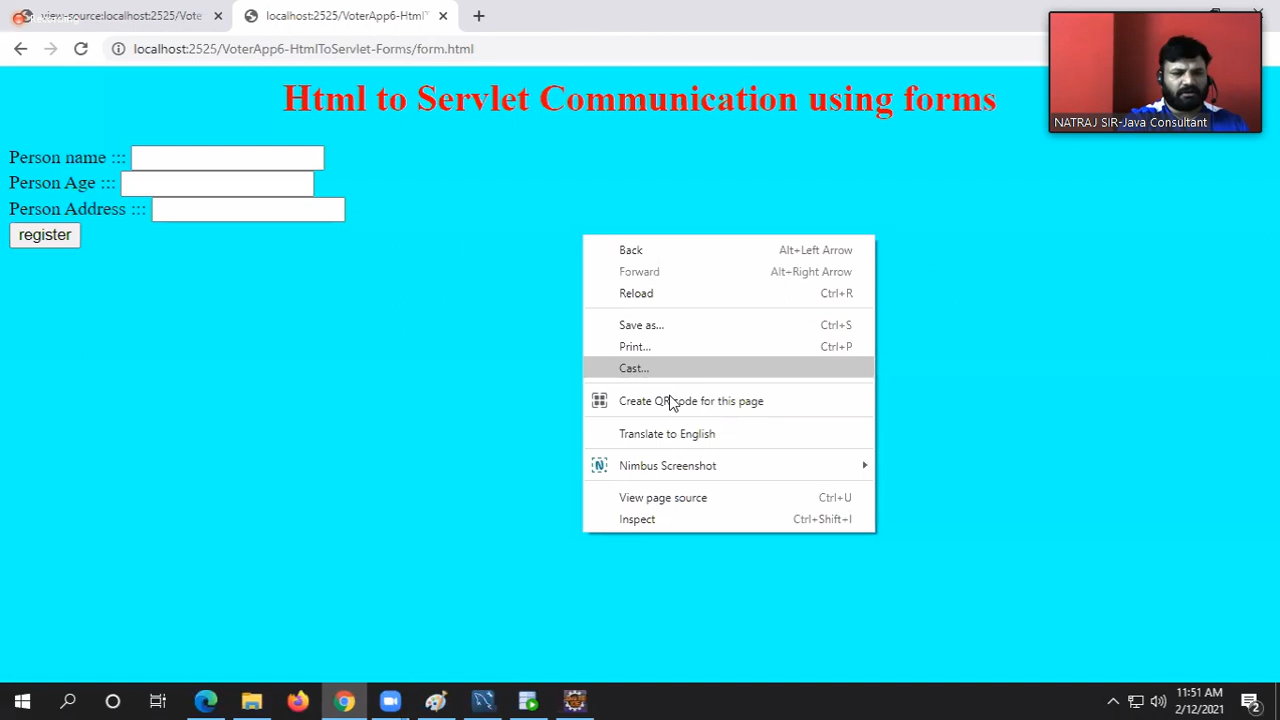 view-source:localhost:2525/Vote
localhost:2525/VoterApp6-Html
localhost:2525/VoterApp6-HtmlToServlet-Forms/form.html
NATRAJ SIR-Java Consultant
Html to Servlet Communication using forms
Person name :::
Person Age :::
Person Address :::
register
Back Alt+Left Arrow
Forward Alt+Right Arrow
Reload Ctrl+R
Save as... Ctrl+S
Print... Ctrl+P
Cast...
Create QR code for this page
Translate to English
Nimbus Screenshot
View page source Ctrl+U
Inspect Ctrl+Shift+I
11:51 AM
2/12/2021
2